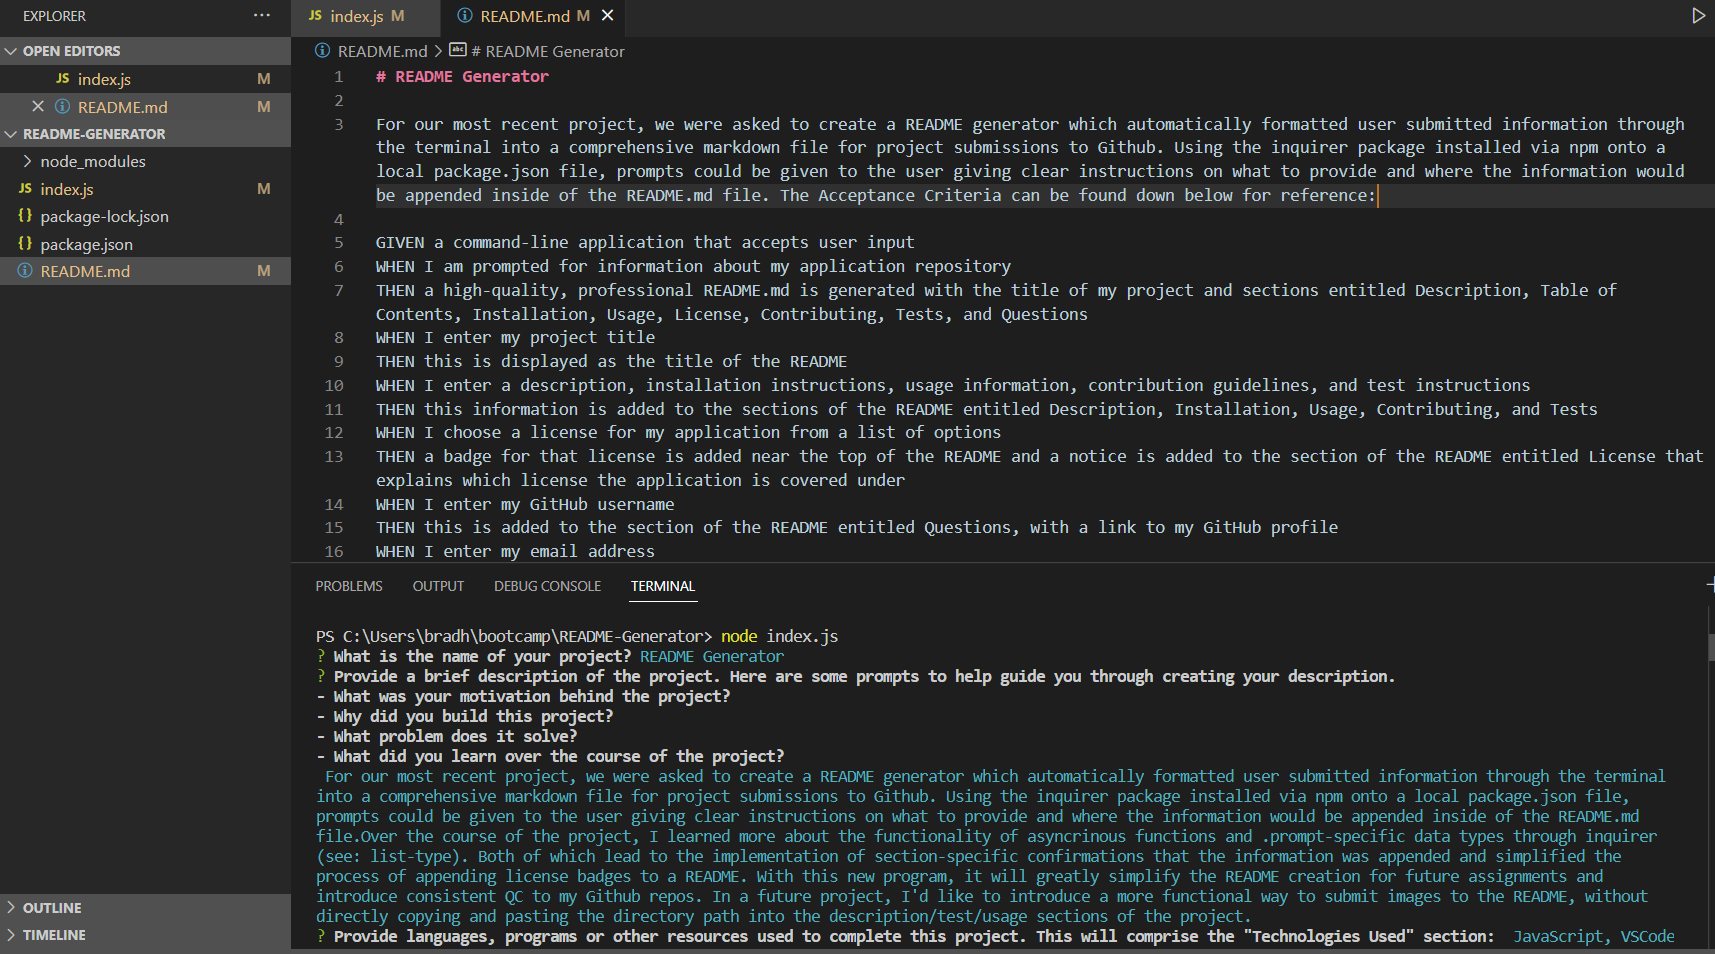 EXPLORER
···
OPEN EDITORS
JS index.js M
README.md M
README-GENERATOR
node_modules
JS index.js M
{} package-lock.json
{} package.json
README.md M
OUTLINE
TIMELINE
JS index.js M
README.md M
README.md > # README Generator
1 # README Generator
2
3 For our most recent project, we were asked to create a README generator which automatically formatted user submitted information through
the terminal into a comprehensive markdown file for project submissions to Github. Using the inquirer package installed via npm onto a
local package.json file, prompts could be given to the user giving clear instructions on what to provide and where the information would
be appended inside of the README.md file. The Acceptance Criteria can be found down below for reference:
4
5 GIVEN a command-line application that accepts user input
6 WHEN I am prompted for information about my application repository
7 THEN a high-quality, professional README.md is generated with the title of my project and sections entitled Description, Table of
Contents, Installation, Usage, License, Contributing, Tests, and Questions
8 WHEN I enter my project title
9 THEN this is displayed as the title of the README
10 WHEN I enter a description, installation instructions, usage information, contribution guidelines, and test instructions
11 THEN this information is added to the sections of the README entitled Description, Installation, Usage, Contributing, and Tests
12 WHEN I choose a license for my application from a list of options
13 THEN a badge for that license is added near the top of the README and a notice is added to the section of the README entitled License that
explains which license the application is covered under
14 WHEN I enter my GitHub username
15 THEN this is added to the section of the README entitled Questions, with a link to my GitHub profile
16 WHEN I enter my email address
PROBLEMS OUTPUT DEBUG CONSOLE TERMINAL
PS C:\Users\bradh\bootcamp\README-Generator> node index.js
? What is the name of your project? README Generator
? Provide a brief description of the project. Here are some prompts to help guide you through creating your description.
- What was your motivation behind the project?
- Why did you build this project?
- What problem does it solve?
- What did you learn over the course of the project?
For our most recent project, we were asked to create a README generator which automatically formatted user submitted information through the terminal
into a comprehensive markdown file for project submissions to Github. Using the inquirer package installed via npm onto a local package.json file,
prompts could be given to the user giving clear instructions on what to provide and where the information would be appended inside of the README.md
file.Over the course of the project, I learned more about the functionality of asyncrinous functions and .prompt-specific data types through inquirer
(see: list-type). Both of which lead to the implementation of section-specific confirmations that the information was appended and simplified the
process of appending license badges to a README. With this new program, it will greatly simplify the README creation for future assignments and
introduce consistent QC to my Github repos. In a future project, I'd like to introduce a more functional way to submit images to the README, without
directly copying and pasting the directory path into the description/test/usage sections of the project.
? Provide languages, programs or other resources used to complete this project. This will comprise the "Technologies Used" section: JavaScript, VSCode